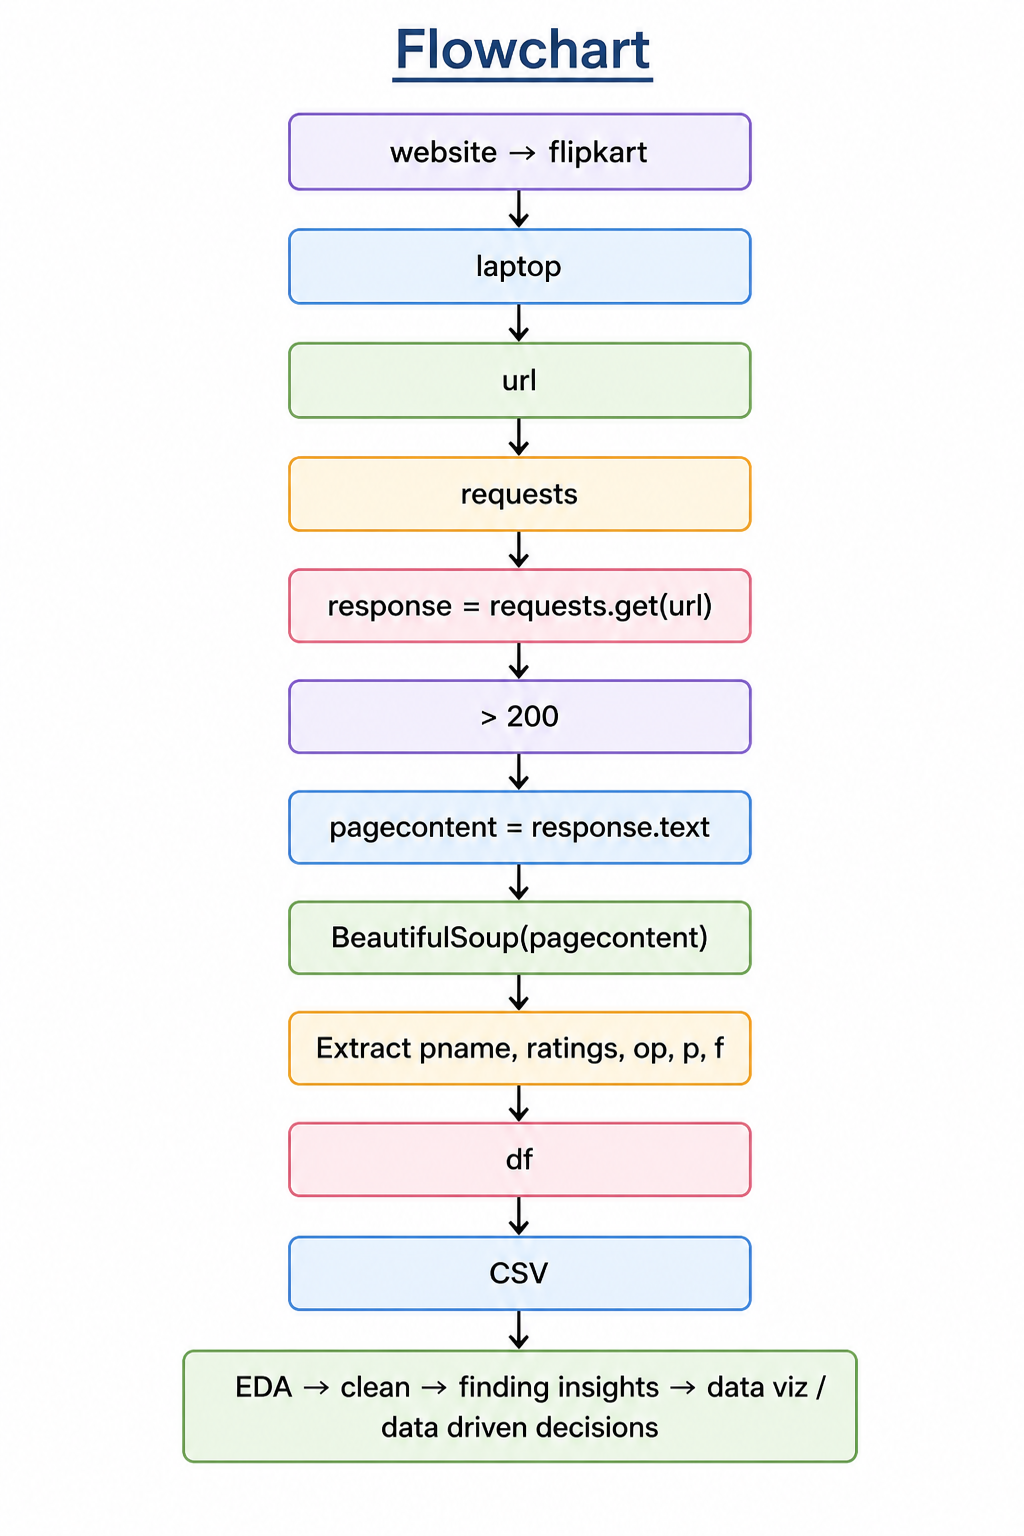 Flowchart
website → flipkart
laptop
url
requests
response = requests.get(url)
> 200
pagecontent = response.text
BeautifulSoup(pagecontent)
Extract pname, ratings, op, p, f
df
CSV
EDA → clean → finding insights → data viz /
data driven decisions